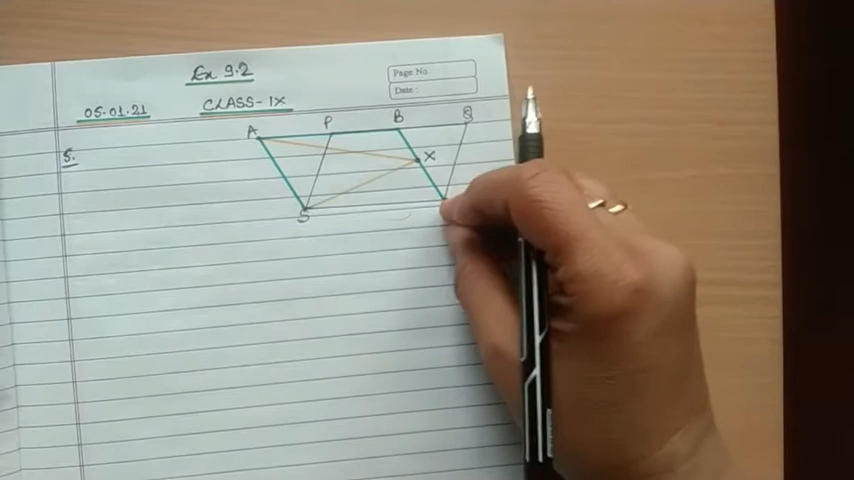 Ex 9.2
Page No.
Date :
05.01.21 CLASS-IX
A P B Q
5.
X
S